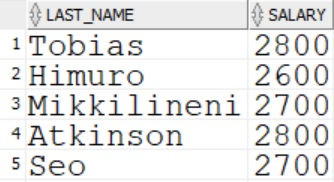 LAST_NAME SALARY
1 Tobias 2800
2 Himuro 2600
3 Mikkilineni 2700
4 Atkinson 2800
5 Seo 2700